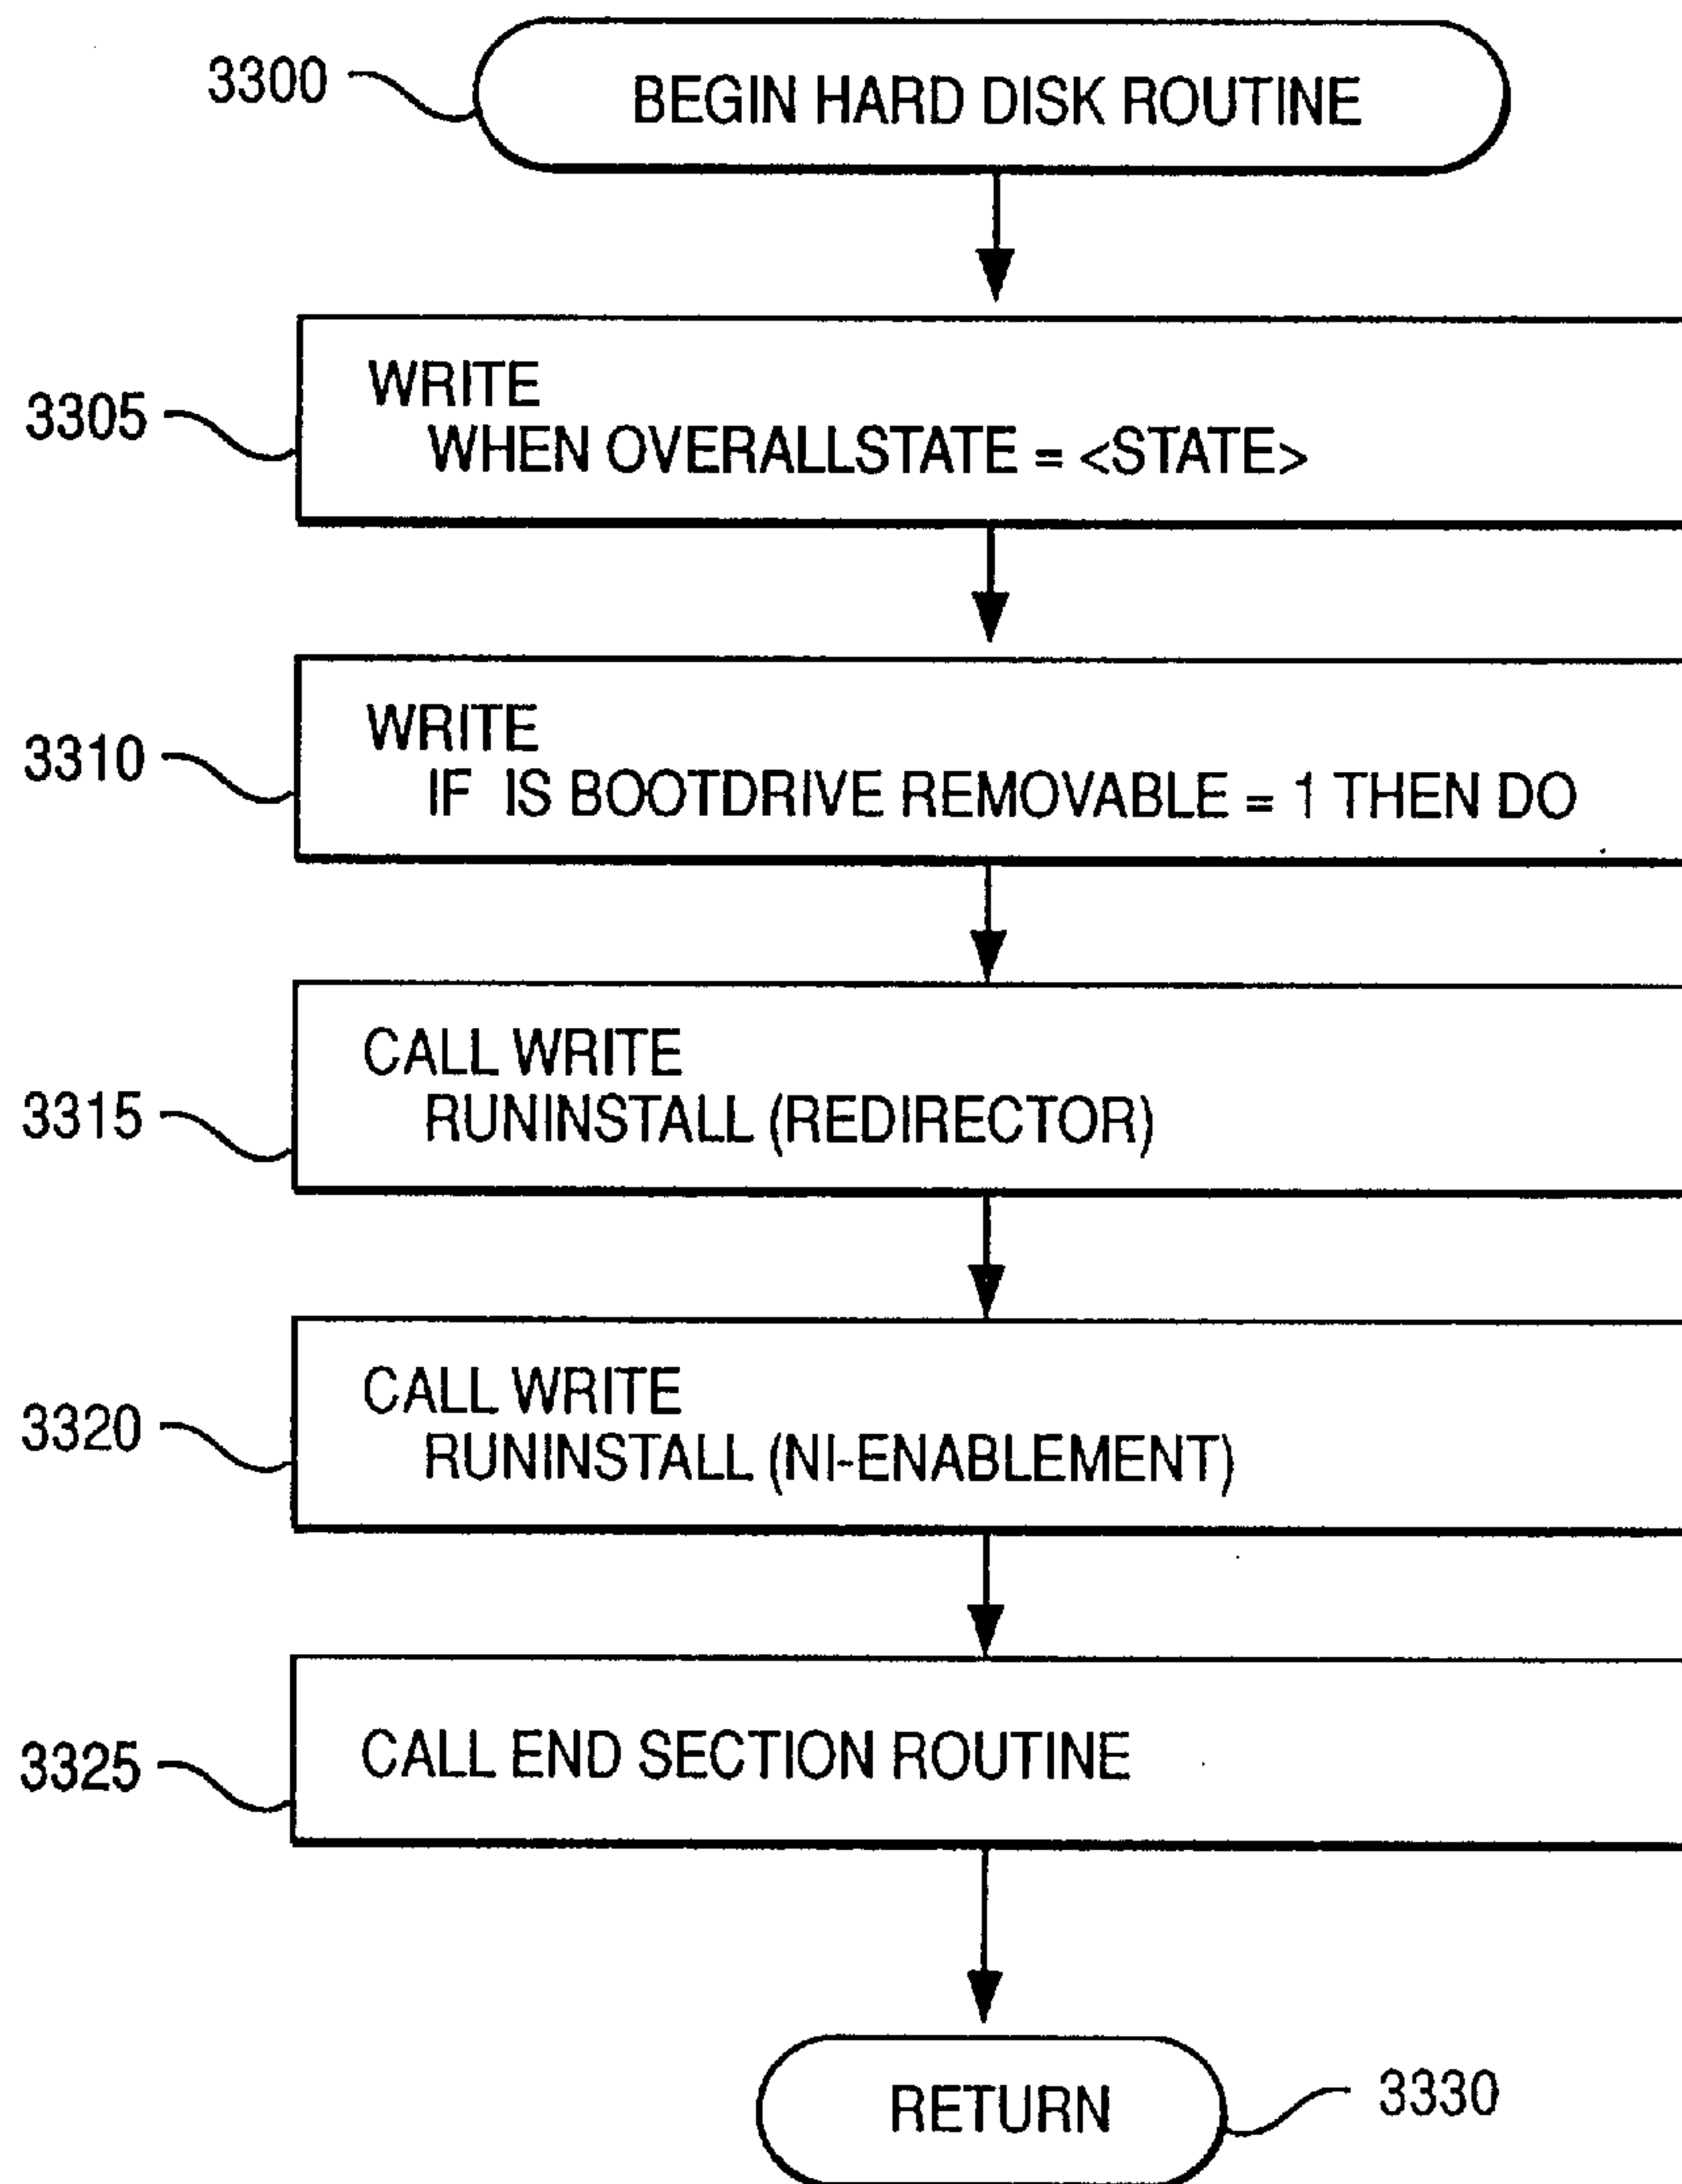 3300
BEGIN HARD DISK ROUTINE
3305
WRITE
WHEN OVERALLSTATE = <STATE>
3310
WRITE
IF IS BOOTDRIVE REMOVABLE = 1 THEN DO
3315
CALL WRITE
RUNINSTALL (REDIRECTOR)
3320
CALL WRITE
RUNINSTALL (NI-ENABLEMENT)
3325
CALL END SECTION ROUTINE
RETURN
3330